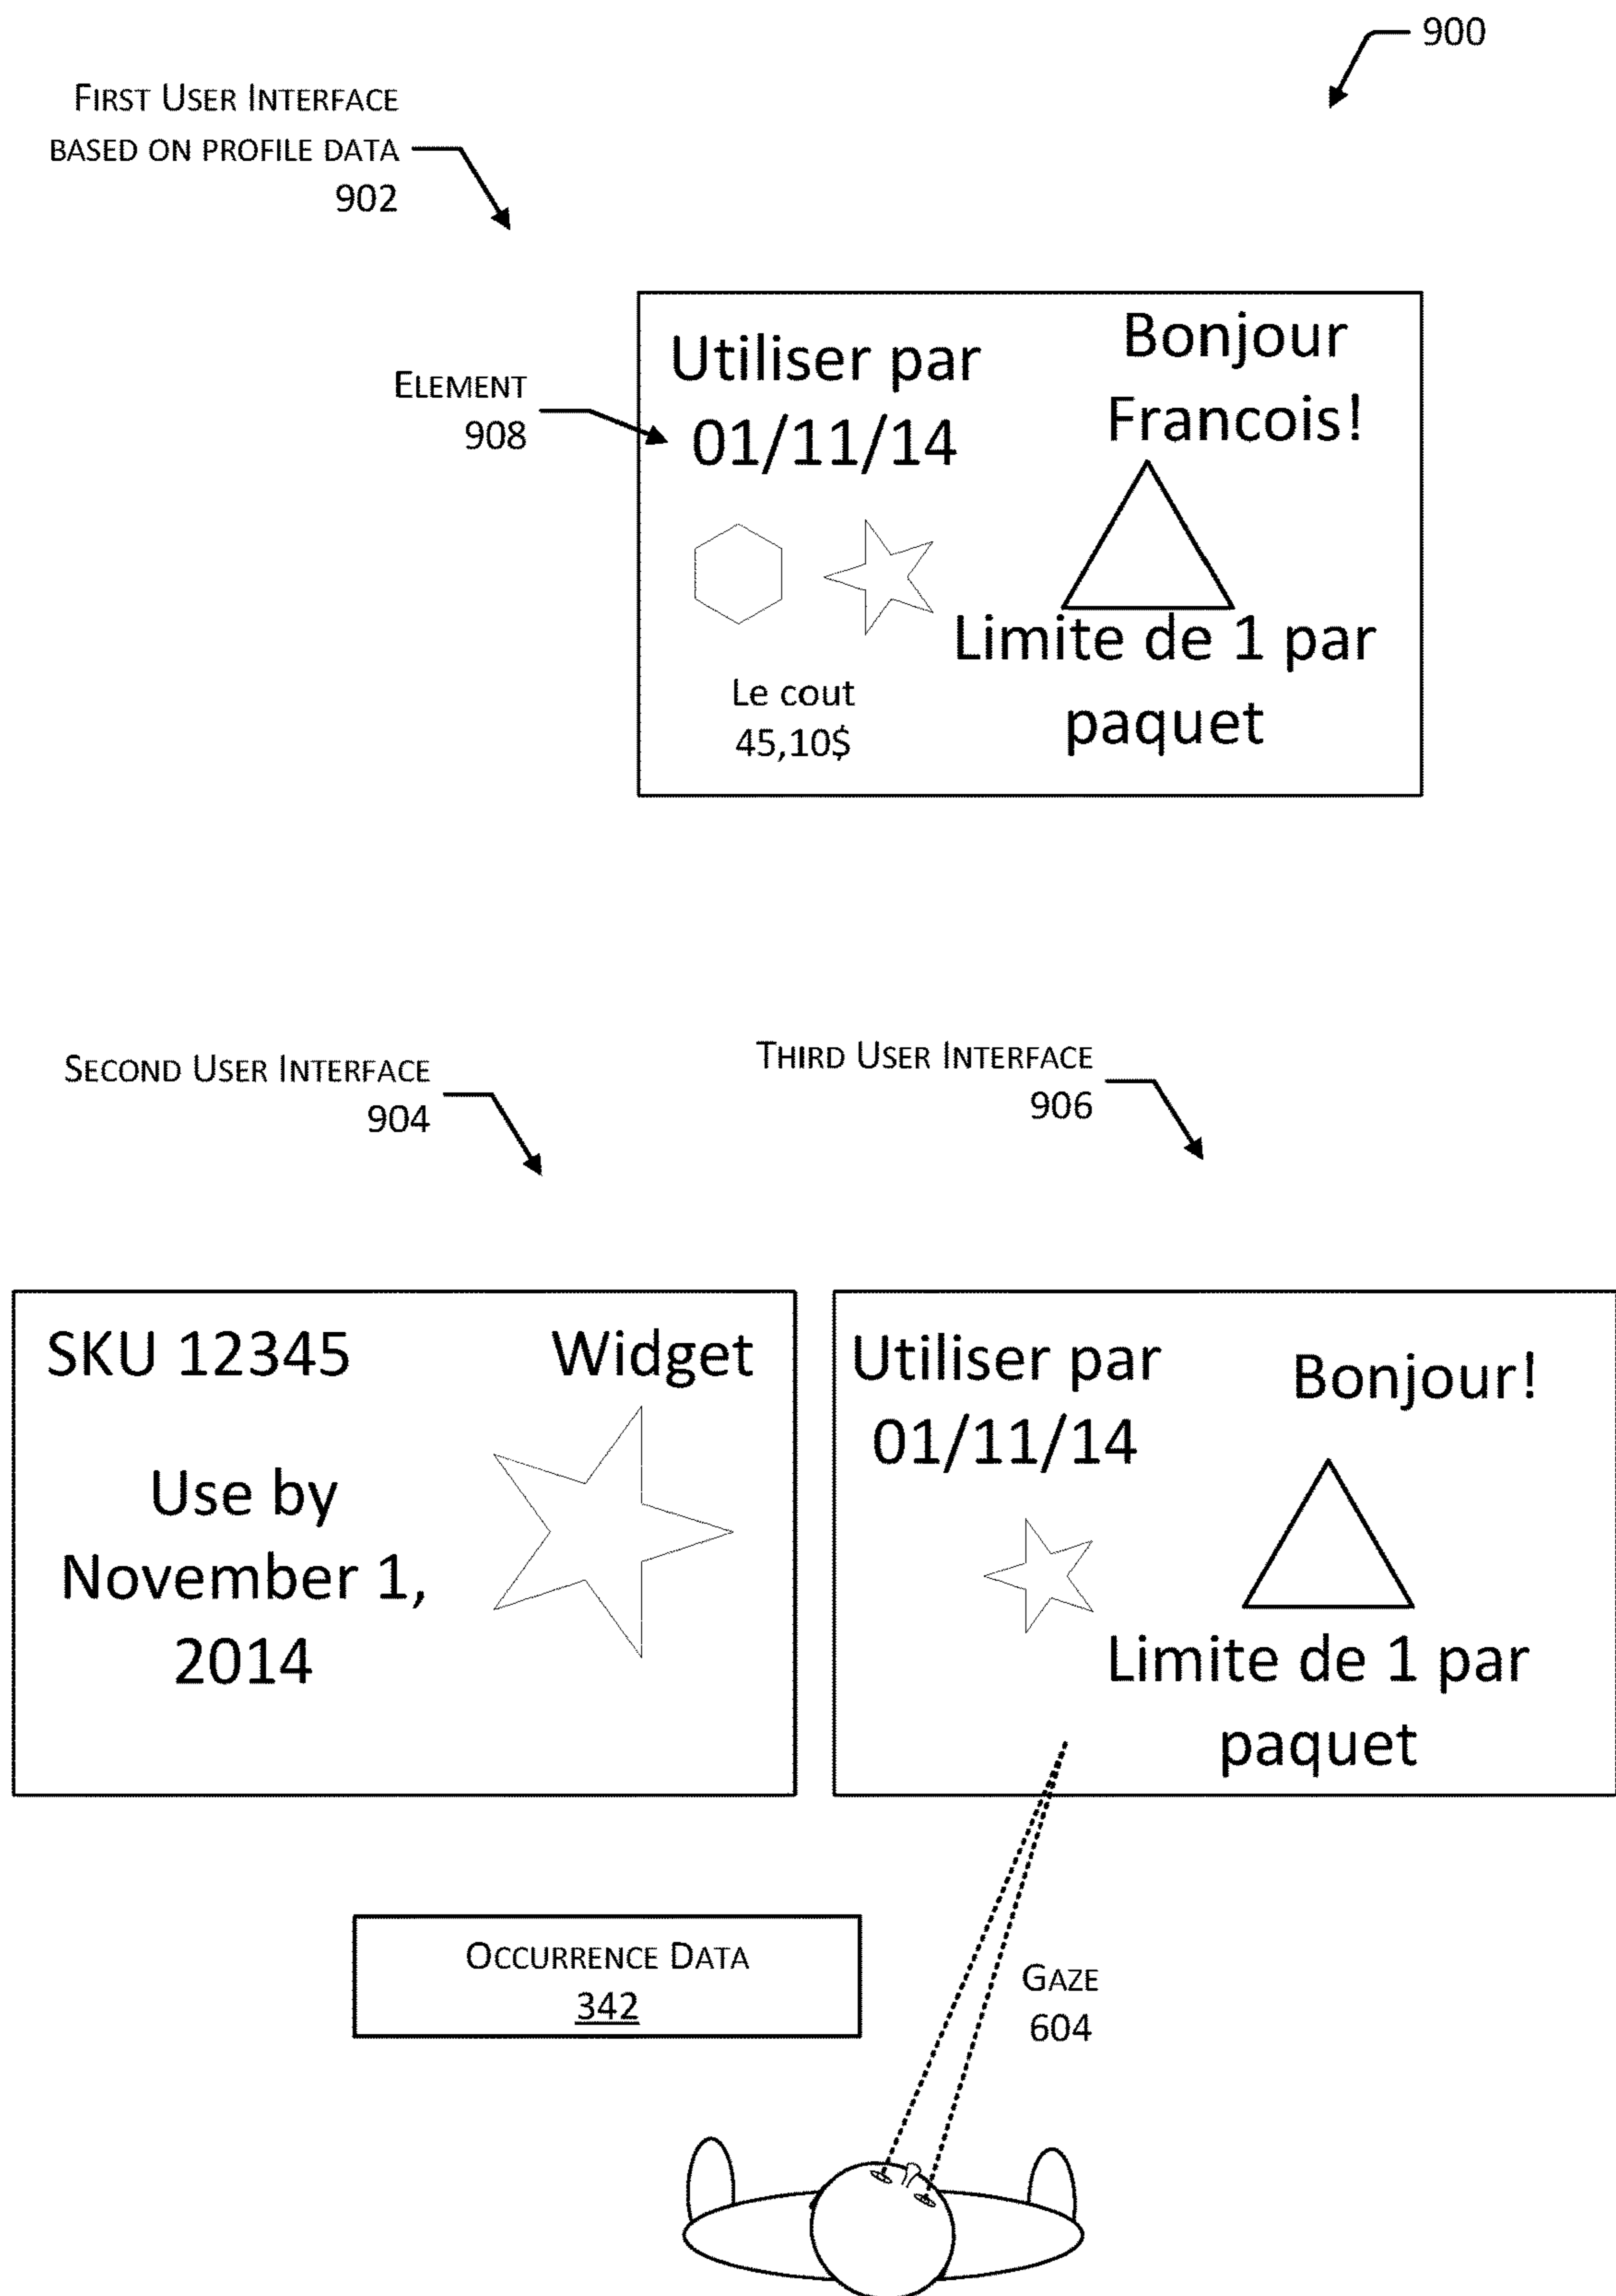 900
FIRST USER INTERFACE
BASED ON PROFILE DATA
902
ELEMENT
908
Utiliser par
01/11/14
Bonjour
Francois!
Le cout
45,10$
Limite de 1 par
paquet
SECOND USER INTERFACE
904
THIRD USER INTERFACE
906
SKU 12345
Widget
Use by
November 1,
2014
Utiliser par
01/11/14
Bonjour!
Limite de 1 par
paquet
OCCURRENCE DATA
342
GAZE
604